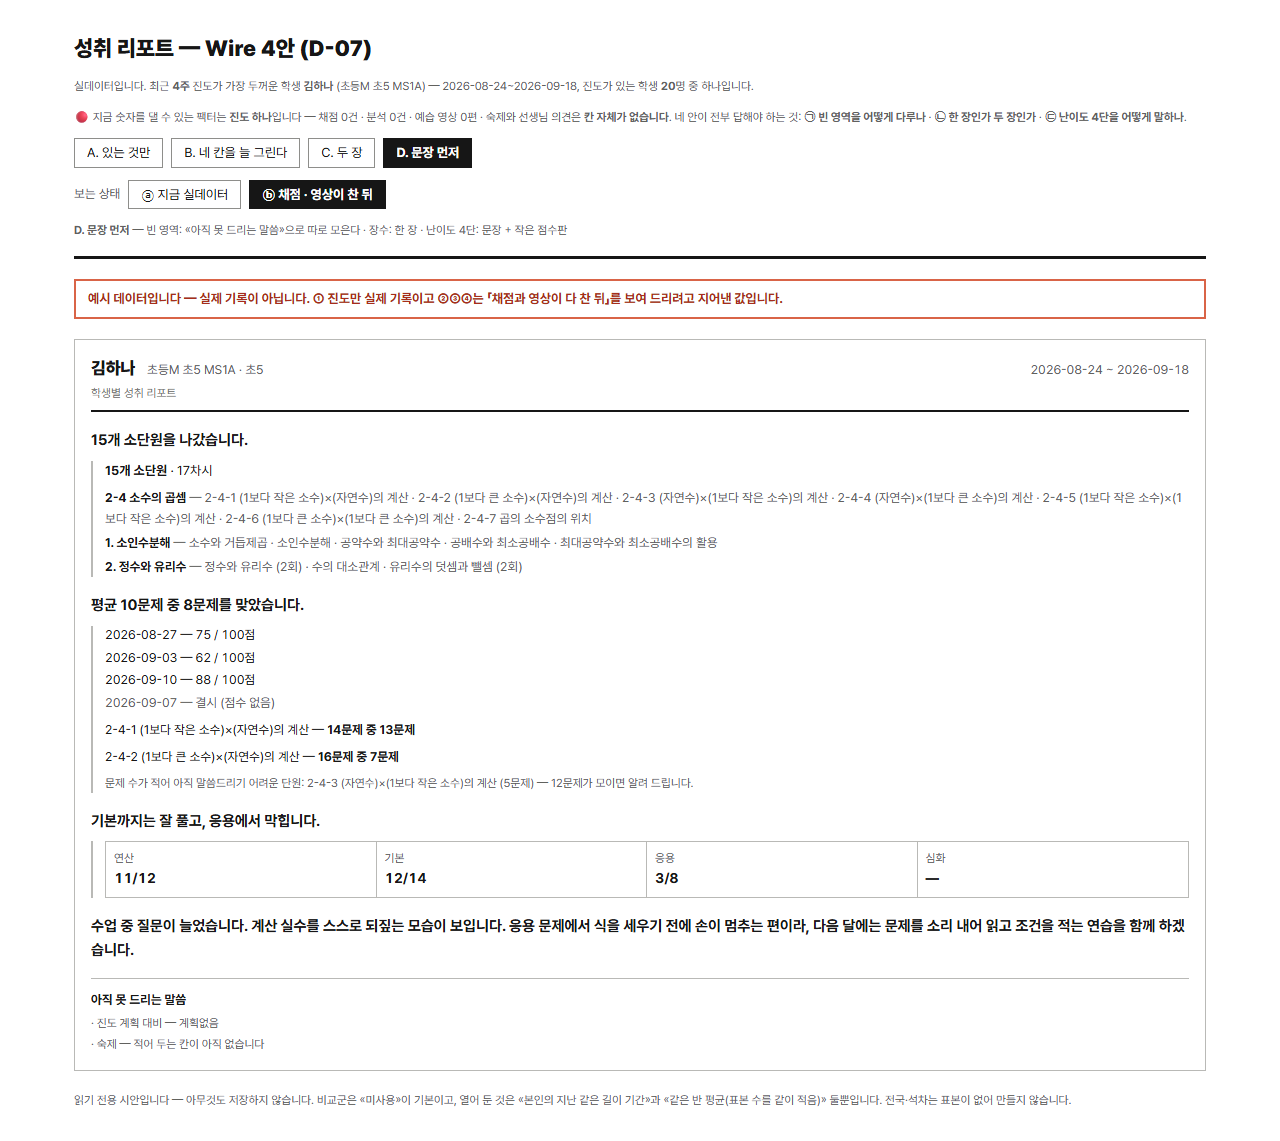 성취 리포트 — Wire 4안 (D-07)
실데이터입니다. 최근 4주 진도가 가장 두꺼운 학생 김하나 (초등M 초5 MS1A) — 2026-08-24~2026-09-18, 진도가 있는 학생 20명 중 하나입니다.
지금 숫자를 댈 수 있는 팩터는 진도 하나입니다 — 채점 0건 · 분석 0건 · 예습 영상 0편 · 숙제와 선생님 의견은 칸 자체가 없습니다. 네 안이 전부 답해야 하는 것: ㉠ 빈 영역을 어떻게 다루나 · ㉡ 한 장인가 두 장인가 · ㉢ 난이도 4단을 어떻게 말하나.
A. 있는 것만
B. 네 칸을 늘 그린다
C. 두 장
D. 문장 먼저
보는 상태
ⓐ 지금 실데이터
ⓑ 채점 · 영상이 찬 뒤
D. 문장 먼저 — 빈 영역: «아직 못 드리는 말씀»으로 따로 모은다 · 장수: 한 장 · 난이도 4단: 문장 + 작은 점수판
예시 데이터입니다 — 실제 기록이 아닙니다. ① 진도만 실제 기록이고 ②③④는 「채점과 영상이 다 찬 뒤」를 보여 드리려고 지어낸 값입니다.
김하나 초등M 초5 MS1A · 초5
2026-08-24 ~ 2026-09-18
학생별 성취 리포트
15개 소단원을 나갔습니다.
15개 소단원 · 17차시
2-4 소수의 곱셈 — 2-4-1 (1보다 작은 소수)×(자연수)의 계산 · 2-4-2 (1보다 큰 소수)×(자연수)의 계산 · 2-4-3 (자연수)×(1보다 작은 소수)의 계산 · 2-4-4 (자연수)×(1보다 큰 소수)의 계산 · 2-4-5 (1보다 작은 소수)×(1
보다 작은 소수)의 계산 · 2-4-6 (1보다 큰 소수)×(1보다 큰 소수)의 계산 · 2-4-7 곱의 소수점의 위치
1. 소인수분해 — 소수와 거듭제곱 · 소인수분해 · 공약수와 최대공약수 · 공배수와 최소공배수 · 최대공약수와 최소공배수의 활용
2. 정수와 유리수 — 정수와 유리수 (2회) · 수의 대소관계 · 유리수의 덧셈과 뺄셈 (2회)
평균 10문제 중 8문제를 맞았습니다.
2026-08-27 — 75 / 100점
2026-09-03 — 62 / 100점
2026-09-10 — 88 / 100점
2026-09-07 — 결시 (점수 없음)
2-4-1 (1보다 작은 소수)×(자연수)의 계산 — 14문제 중 13문제
2-4-2 (1보다 큰 소수)×(자연수)의 계산 — 16문제 중 7문제
문제 수가 적어 아직 말씀드리기 어려운 단원: 2-4-3 (자연수)×(1보다 작은 소수)의 계산 (5문제) — 12문제가 모이면 알려 드립니다.
기본까지는 잘 풀고, 응용에서 막힙니다.
연산
11/12
기본
12/14
응용
3/8
심화
—
수업 중 질문이 늘었습니다. 계산 실수를 스스로 되짚는 모습이 보입니다. 응용 문제에서 식을 세우기 전에 손이 멈추는 편이라, 다음 달에는 문제를 소리 내어 읽고 조건을 적는 연습을 함께 하겠
습니다.
아직 못 드리는 말씀
· 진도 계획 대비 — 계획없음
· 숙제 — 적어 두는 칸이 아직 없습니다
읽기 전용 시안입니다 — 아무것도 저장하지 않습니다. 비교군은 «미사용»이 기본이고, 열어 둔 것은 «본인의 지난 같은 길이 기간»과 «같은 반 평균(표본 수를 같이 적음)» 둘뿐입니다. 전국·석차는 표본이 없어 만들지 않습니다.